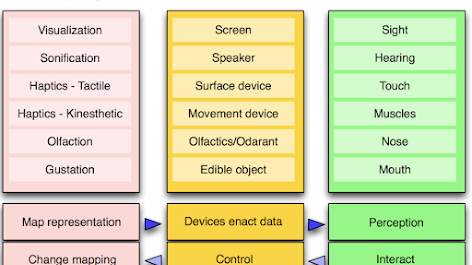 Visualization
Screen
Sight
Sonification
Speaker
Hearing
Haptics - Tactile
Surface device
Touch
Haptics - Kinesthetic
Movement device
Muscles
Olfaction
Olfactics/Odarant
Nose
Gustation
Edible object
Mouth
Map representation
Devices enact data
Perception
Change mapping
Control
Interact